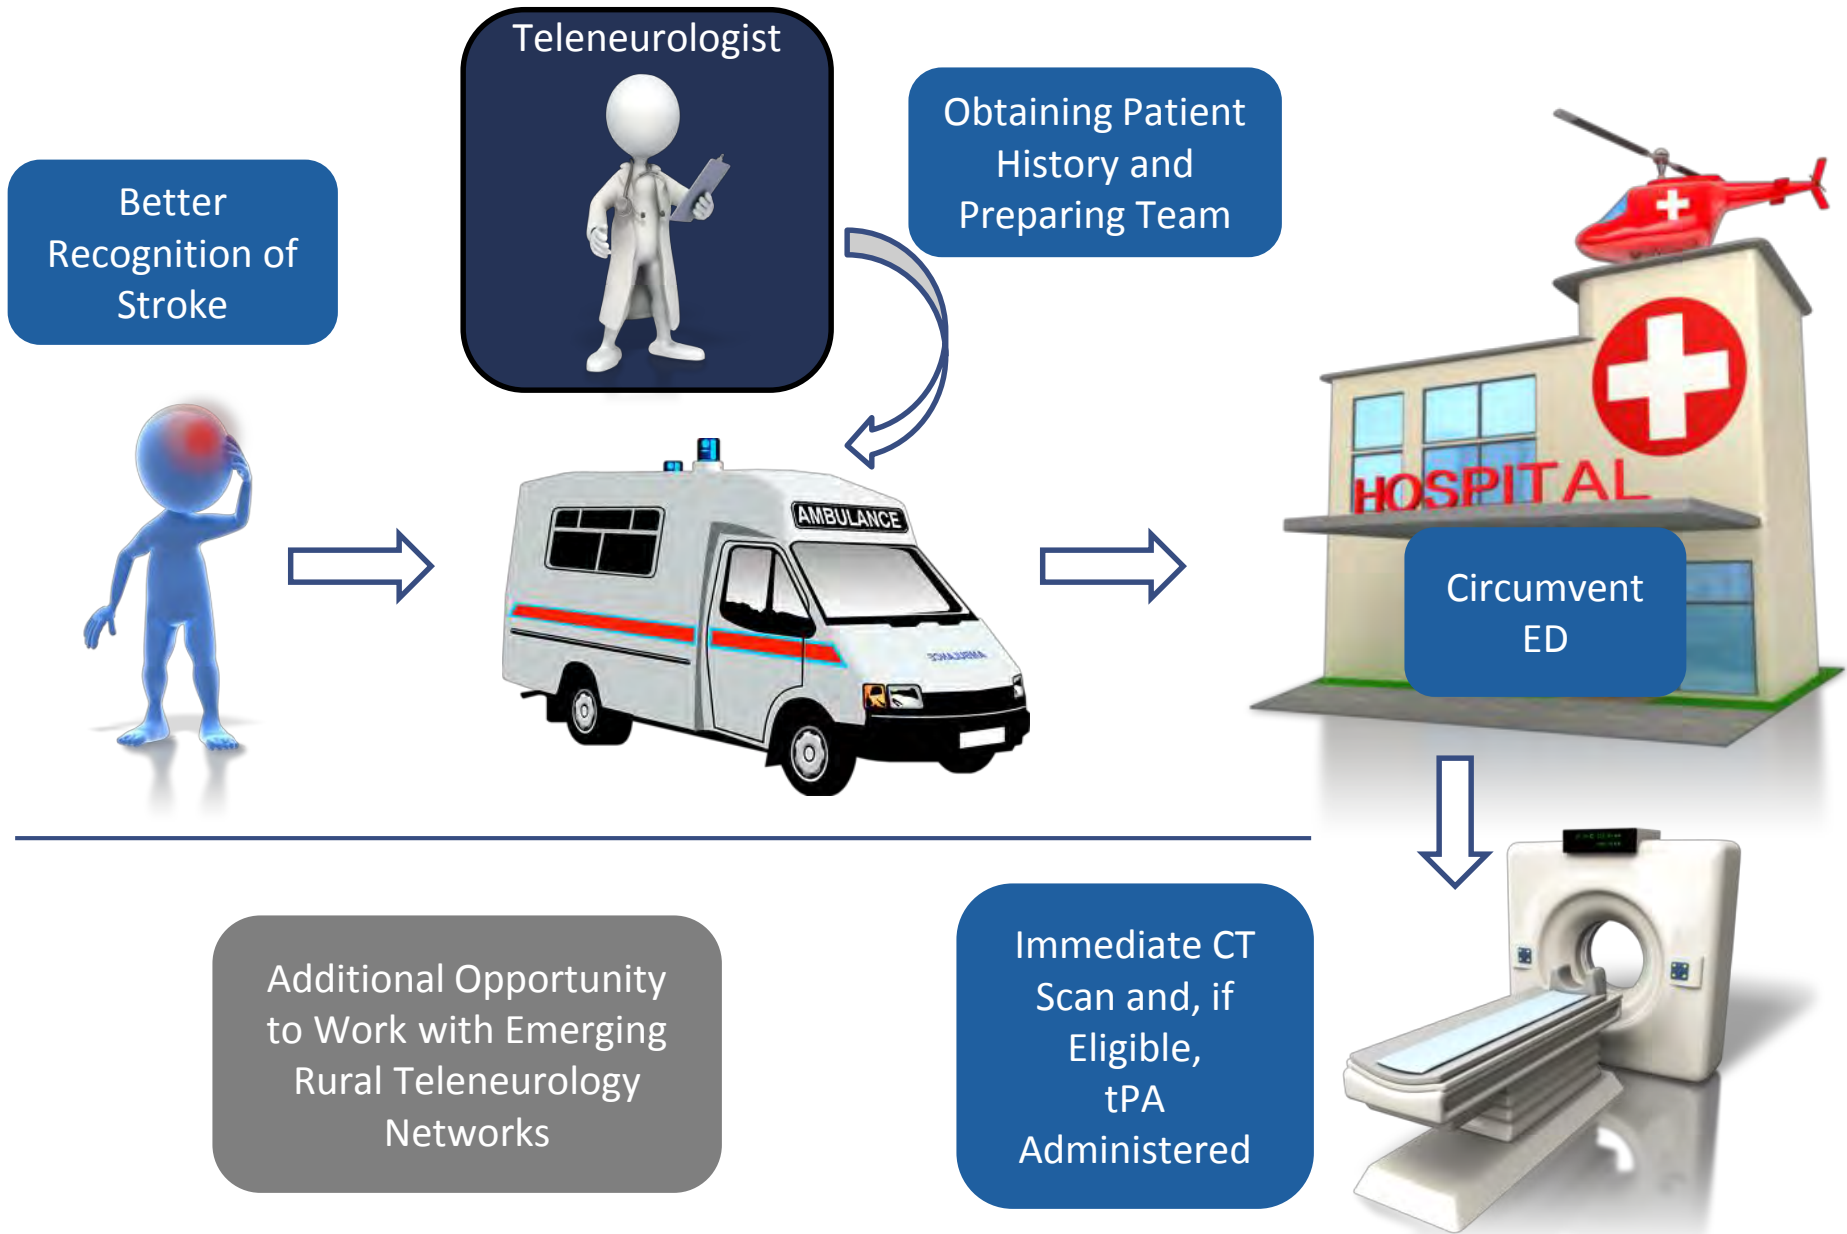 Teleneurologist
Obtaining Patient
History and
Preparing Team
Better
Recognition of
Stroke
HOSPITAL
AMBULANCE
AMBULANCE
Circumvent
ED
Immediate CT
Scan and, if
Eligible,
tPA
Administered
Additional Opportunity
to Work with Emerging
Rural Teleneurology
Networks